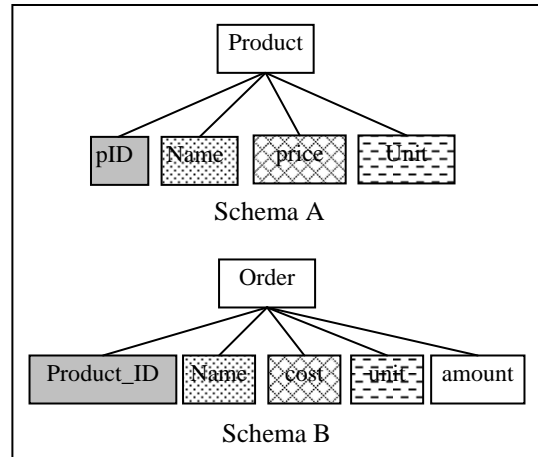 Product
pID Name price Unit
Schema A
Order
Product_ID Name cost unit amount
Schema B